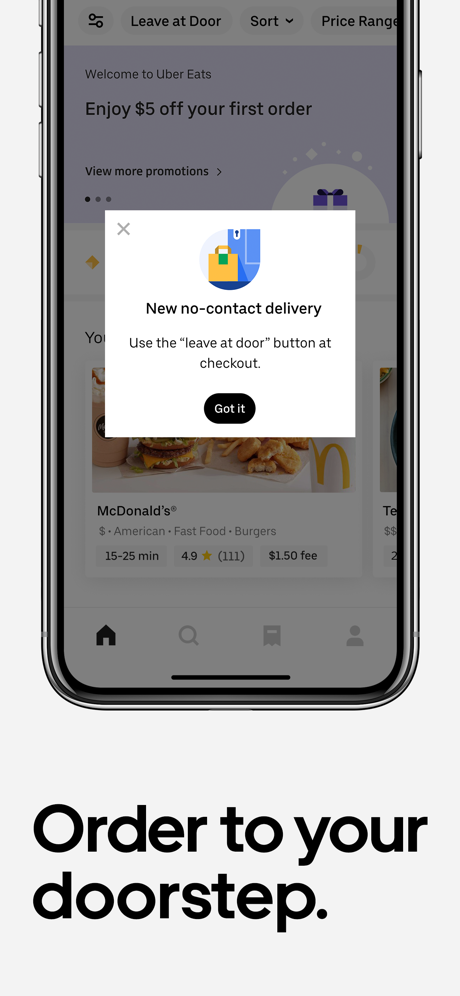 Leave at Door
Sort
Price Range
Welcome to Uber Eats
Enjoy $5 off your first order
View more promotions
New no-contact delivery
Use the “leave at door” button at
checkout.
Got it
You
McDonald’s®
Te
$ • American • Fast Food • Burgers
$$
15-25 min
4.9 ★ (111)
$1.50 fee
2
Order to your
doorstep.